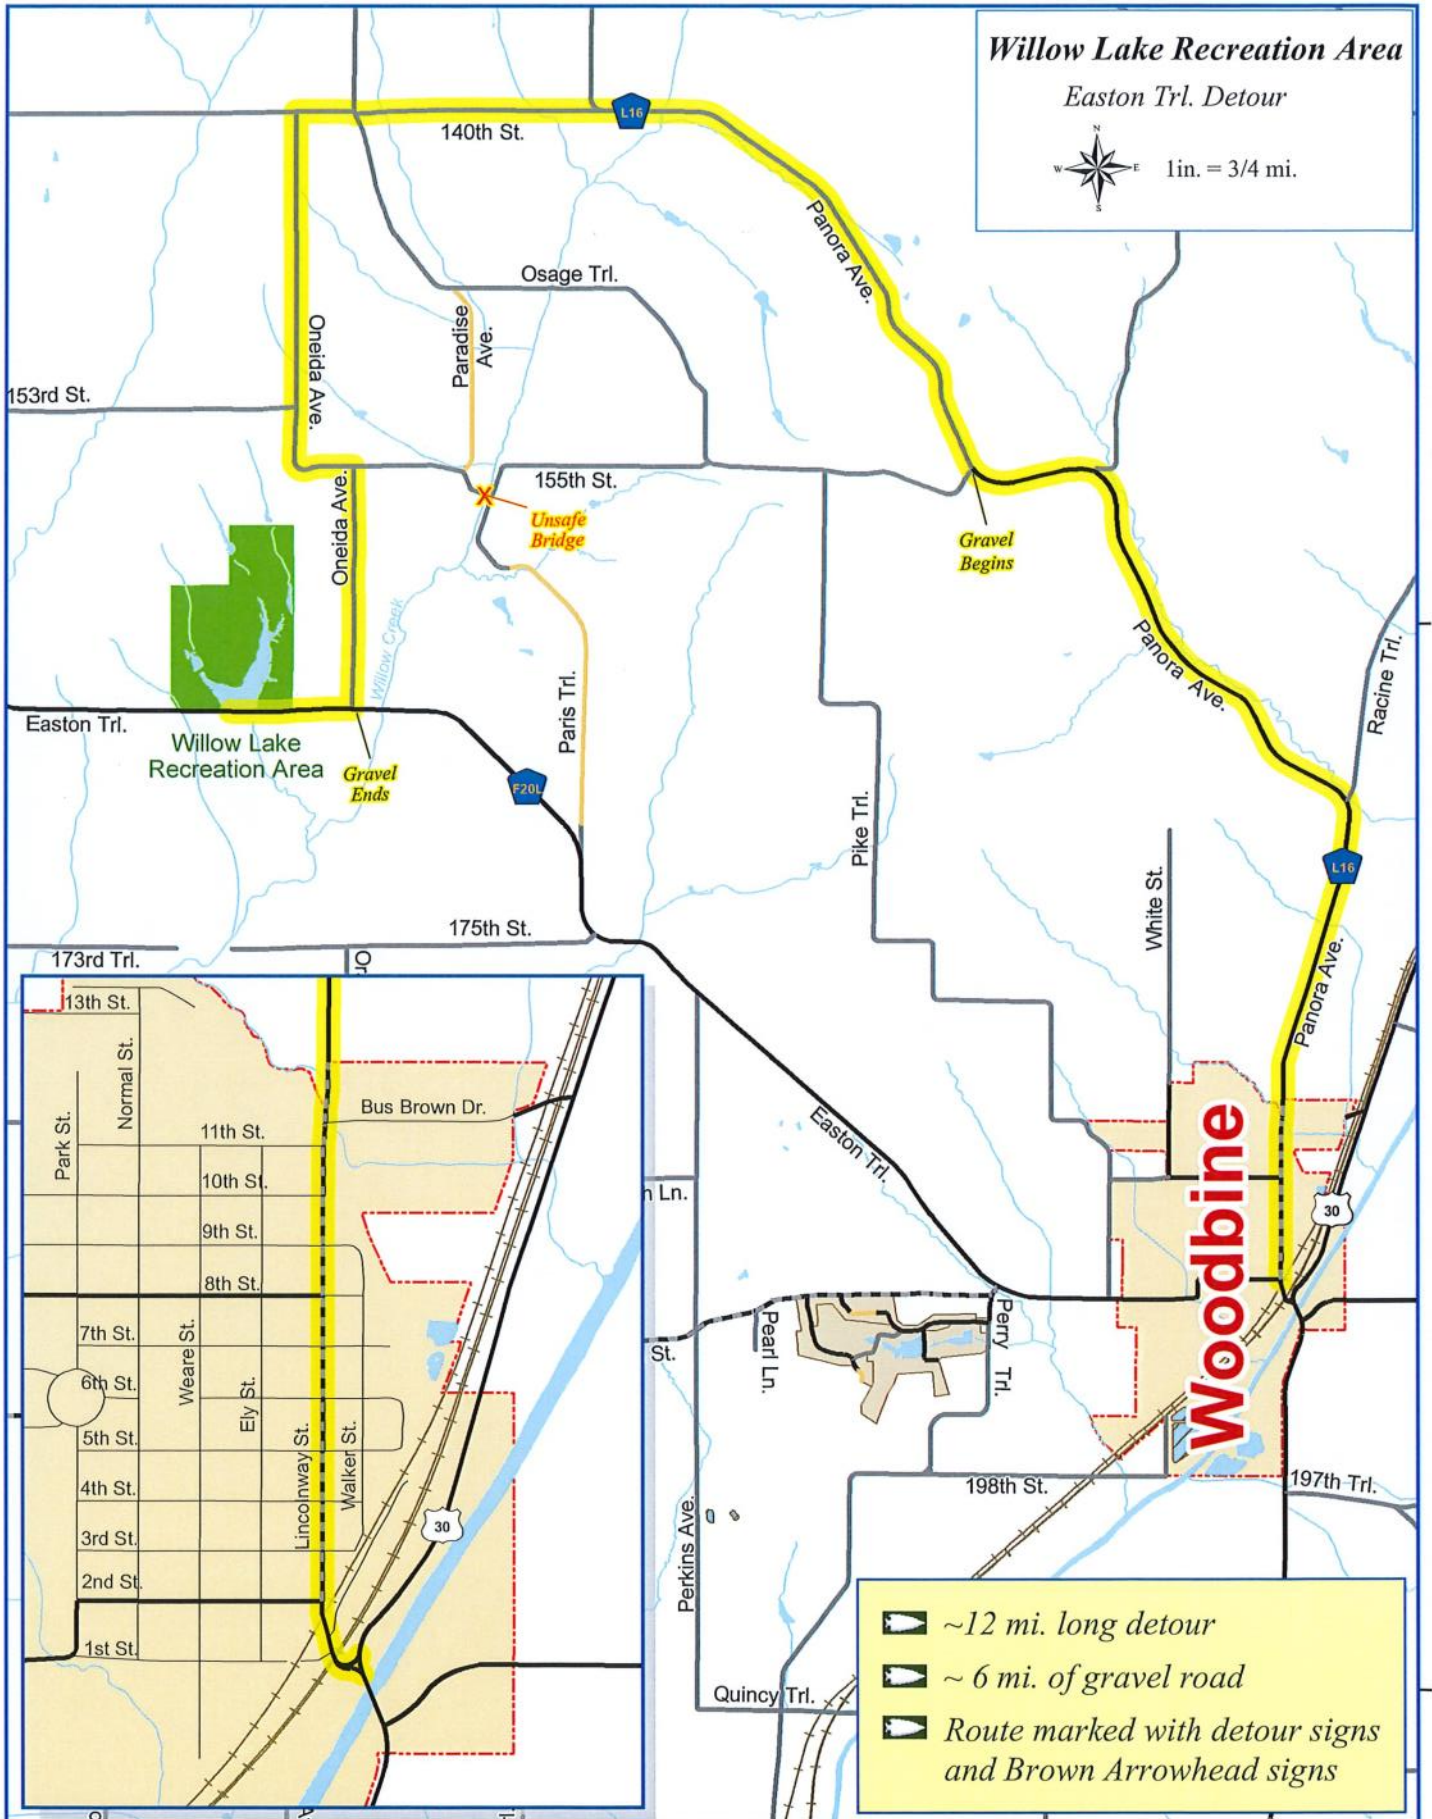 Willow Lake Recreation Area
Easton Trl. Detour
N
W
E
S
1in. = 3/4 mi.
L16
140th St.
Panora Ave.
Osage Trl.
Paradise
Ave.
Oneida Ave.
153rd St.
155th St.
Oneida Ave.
X
Unsafe
Bridge
Gravel
Begins
Willow Creek
Panora Ave.
Racine Trl.
Paris Trl.
Easton Trl.
Willow Lake
Recreation Area
Gravel
Ends
F20L
Pike Trl.
L16
White St.
175th St.
173rd Trl.
Or
Panora Ave.
13th St.
Normal St.
Park St.
Bus Brown Dr.
11th St.
10th St.
9th St.
8th St.
7th St.
6th St.
5th St.
4th St.
3rd St.
2nd St.
1st St.
Weare St.
Ely St.
Linconway St.
Walker St.
30
Easton Trl.
n Ln.
Woodbine
30
St.
Pearl Ln.
Perry
Trl.
198th St.
197th Trl.
Perkins Ave.
Quincy Trl.
~12 mi. long detour
~ 6 mi. of gravel road
Route marked with detour signs
and Brown Arrowhead signs